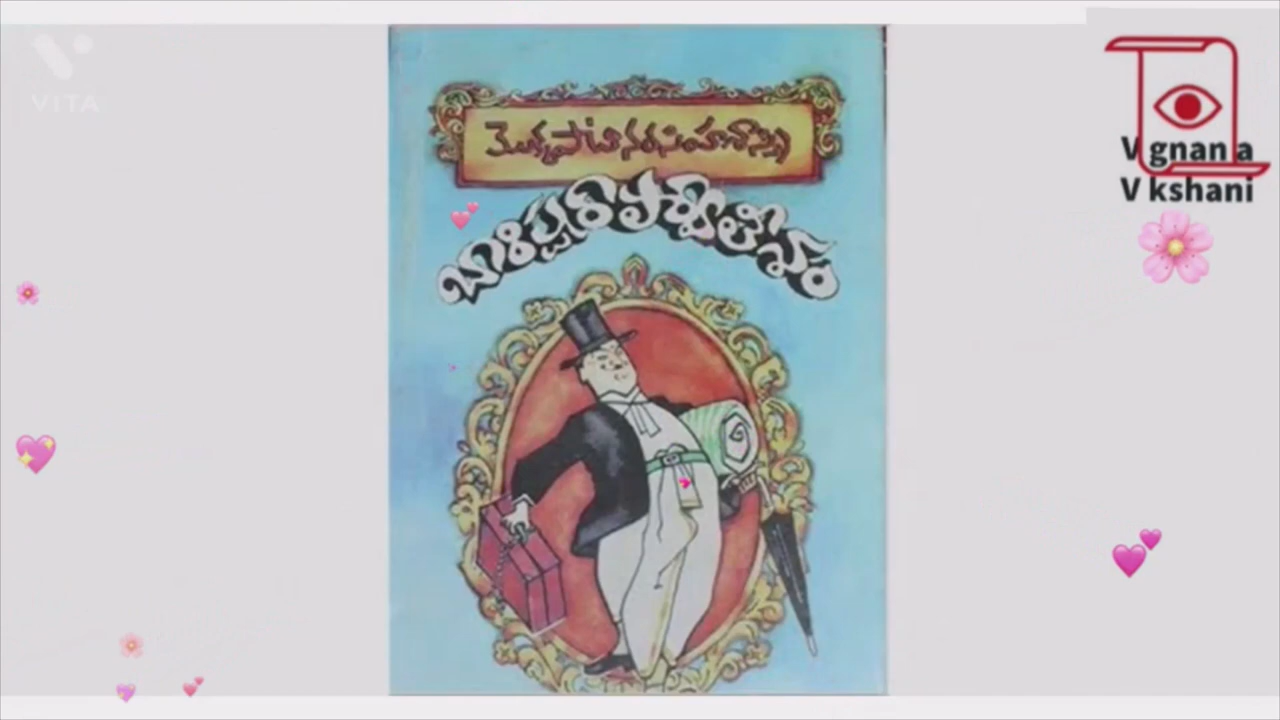 VITA
మొక్కపాటి నరసింహశాస్త్రి
బారిష్టరు పార్వతీశం
V gnan a
V kshani